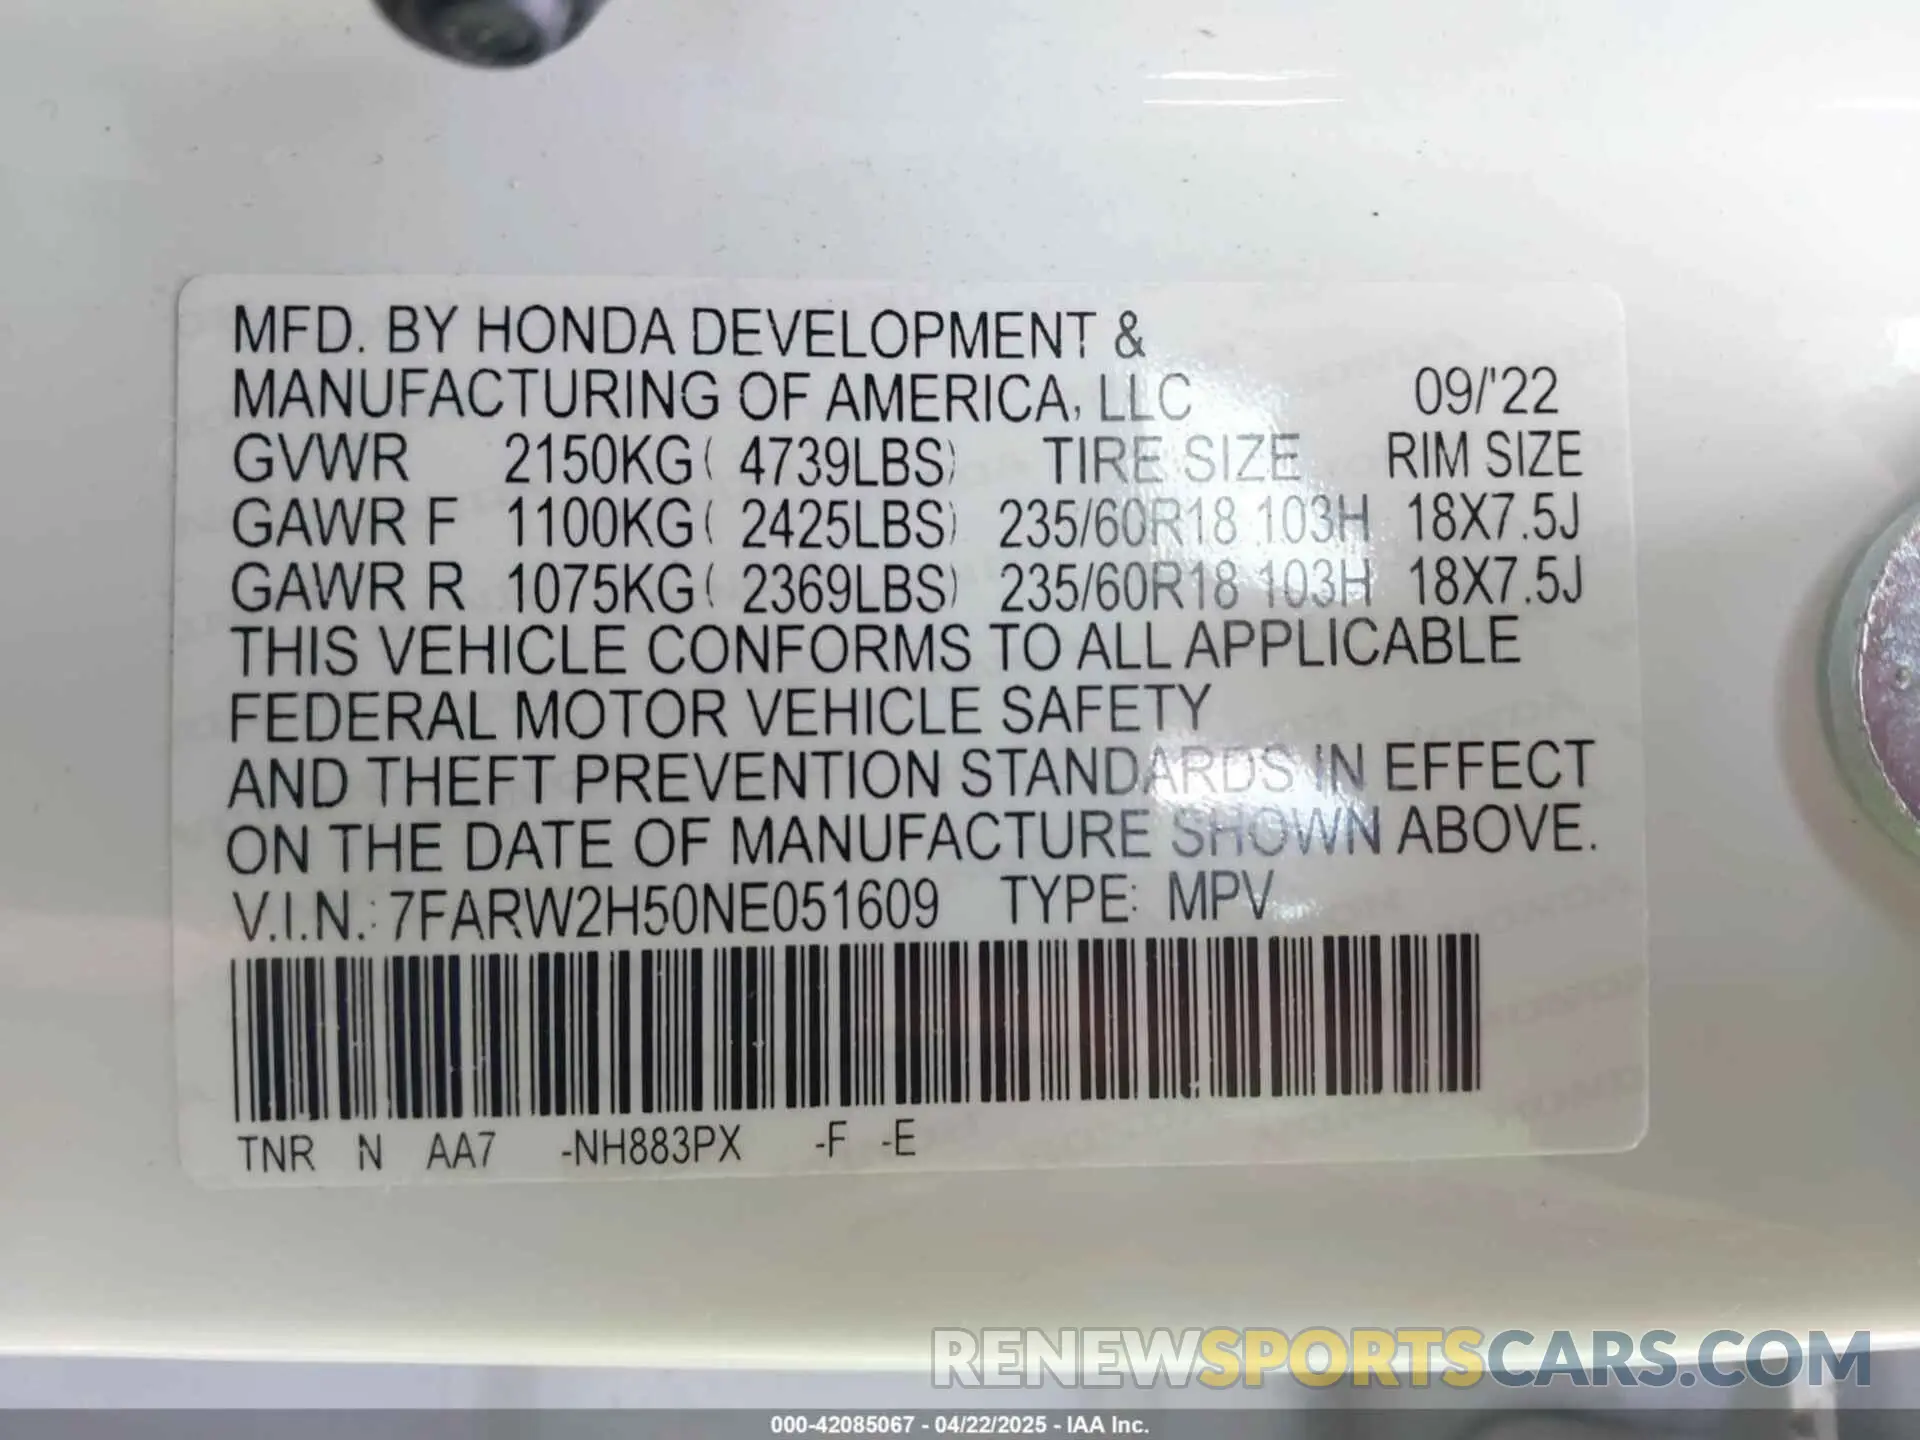 MFD. BY HONDA DEVELOPMENT &
MANUFACTURING OF AMERICA, LLC 09/'22
GVWR 2150KG( 4739LBS) TIRE SIZE RIM SIZE
GAWR F 1100KG( 2425LBS) 235/60R18 103H 18X7.5J
GAWR R 1075KG( 2369LBS) 235/60R18 103H 18X7.5J
THIS VEHICLE CONFORMS TO ALL APPLICABLE
FEDERAL MOTOR VEHICLE SAFETY
AND THEFT PREVENTION STANDARDS IN EFFECT
ON THE DATE OF MANUFACTURE SHOWN ABOVE.
V.I.N.: 7FARW2H50NE051609 TYPE: MPV
TNR N AA7 -NH883PX -F -E
RENEWSPORTSCARS.COM
000-42085067 - 04/22/2025 - IAA Inc.